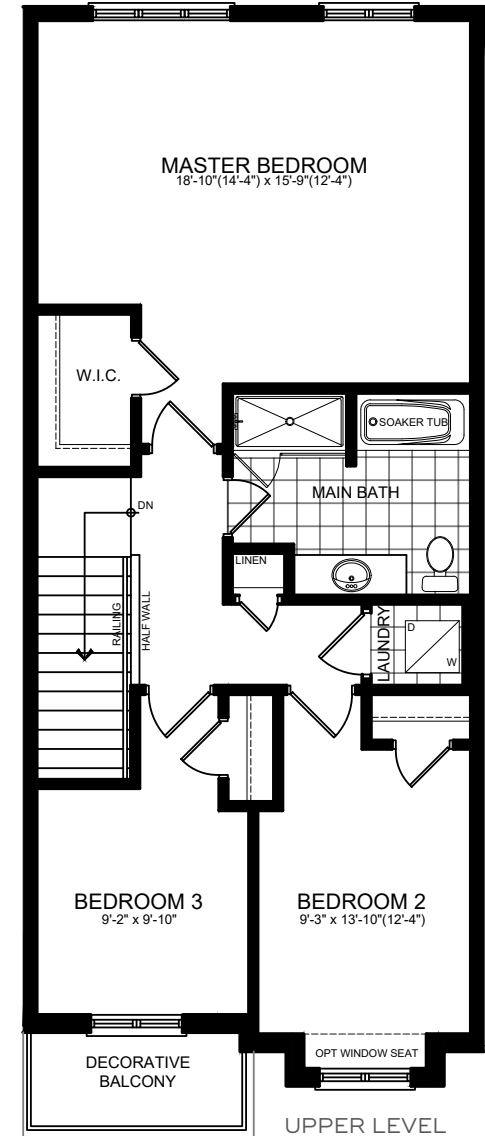 MASTER BEDROOM
18'-10"(14'-4") x 15'-9"(12'-4")
W.I.C.
SOAKER TUB
MAIN BATH
DN
LINEN
RAILING
HALF WALL
LAUNDRY
D
W
BEDROOM 3
9'-2" x 9'-10"
BEDROOM 2
9'-3" x 13'-10"(12'-4")
OPT WINDOW SEAT
DECORATIVE
BALCONY
UPPER LEVEL